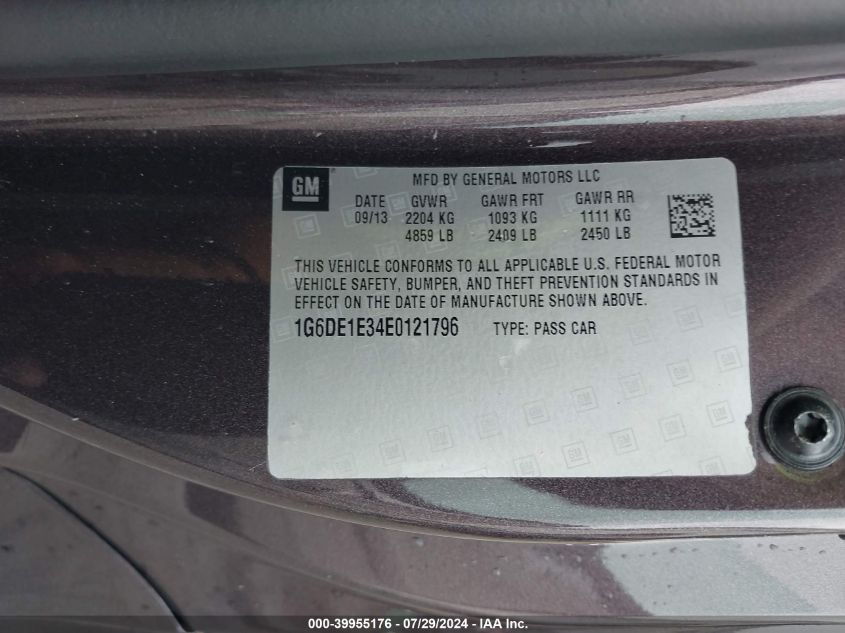 GM
MFD BY GENERAL MOTORS LLC
DATE GVWR GAWR FRT GAWR RR
09/13 2204 KG 1093 KG 1111 KG
4859 LB 2409 LB 2450 LB
THIS VEHICLE CONFORMS TO ALL APPLICABLE U.S. FEDERAL MOTOR
VEHICLE SAFETY, BUMPER, AND THEFT PREVENTION STANDARDS IN
EFFECT ON THE DATE OF MANUFACTURE SHOWN ABOVE.
1G6DE1E34E0121796 TYPE: PASS CAR
000-39955176 - 07/29/2024 - IAA Inc.